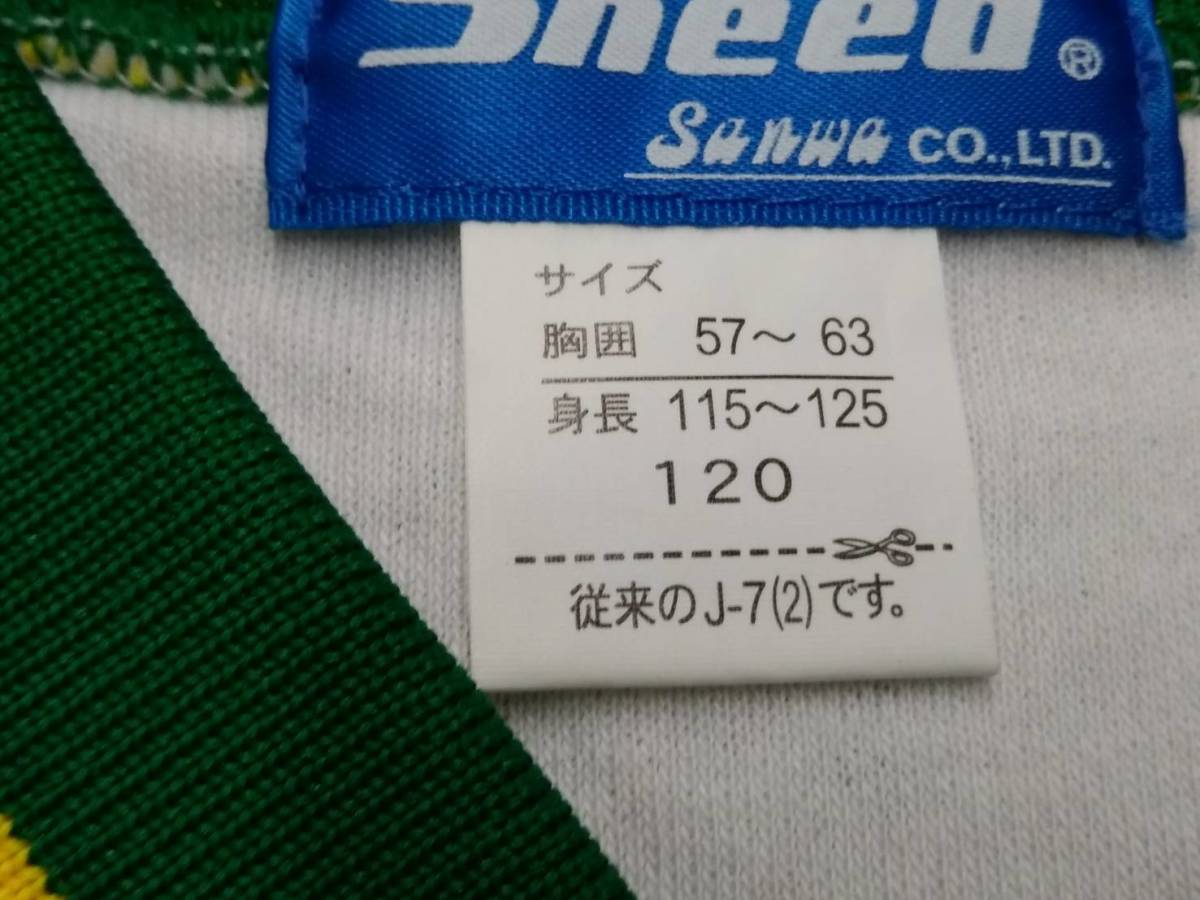 Sanwa CO.,LTD.
サイズ
胸囲 57〜63
身長 115〜125
120
従来のJ-7(2)です。